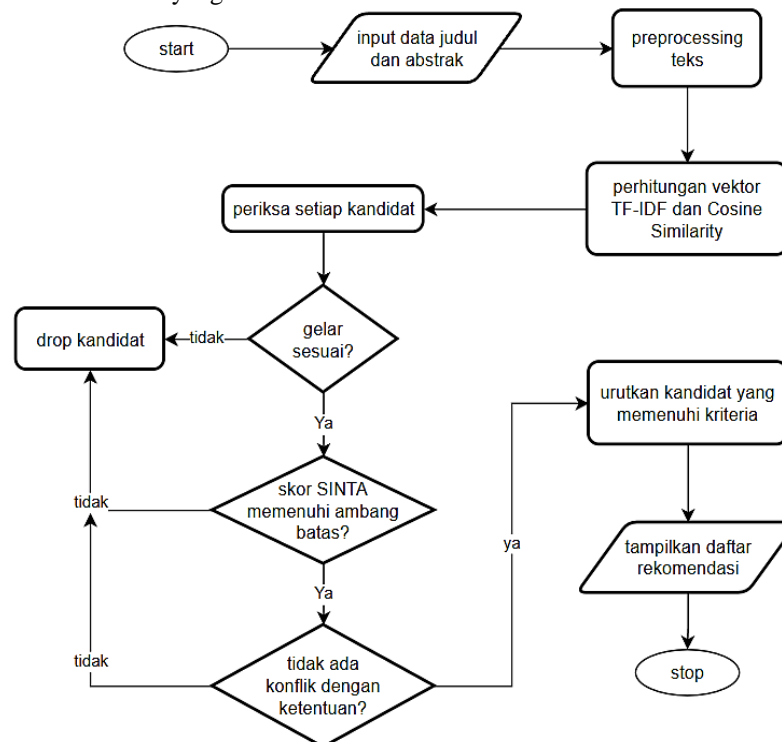 start
input data judul
dan abstrak
preprocessing
teks
perhitungan vektor
TF-IDF dan Cosine
Similarity
periksa setiap kandidat
gelar
sesuai?
tidak
drop kandidat
Ya
skor SINTA
memenuhi ambang
batas?
tidak
Ya
tidak ada
konflik dengan
ketentuan?
tidak
ya
urutkan kandidat yang
memenuhi kriteria
tampilkan daftar
rekomendasi
stop